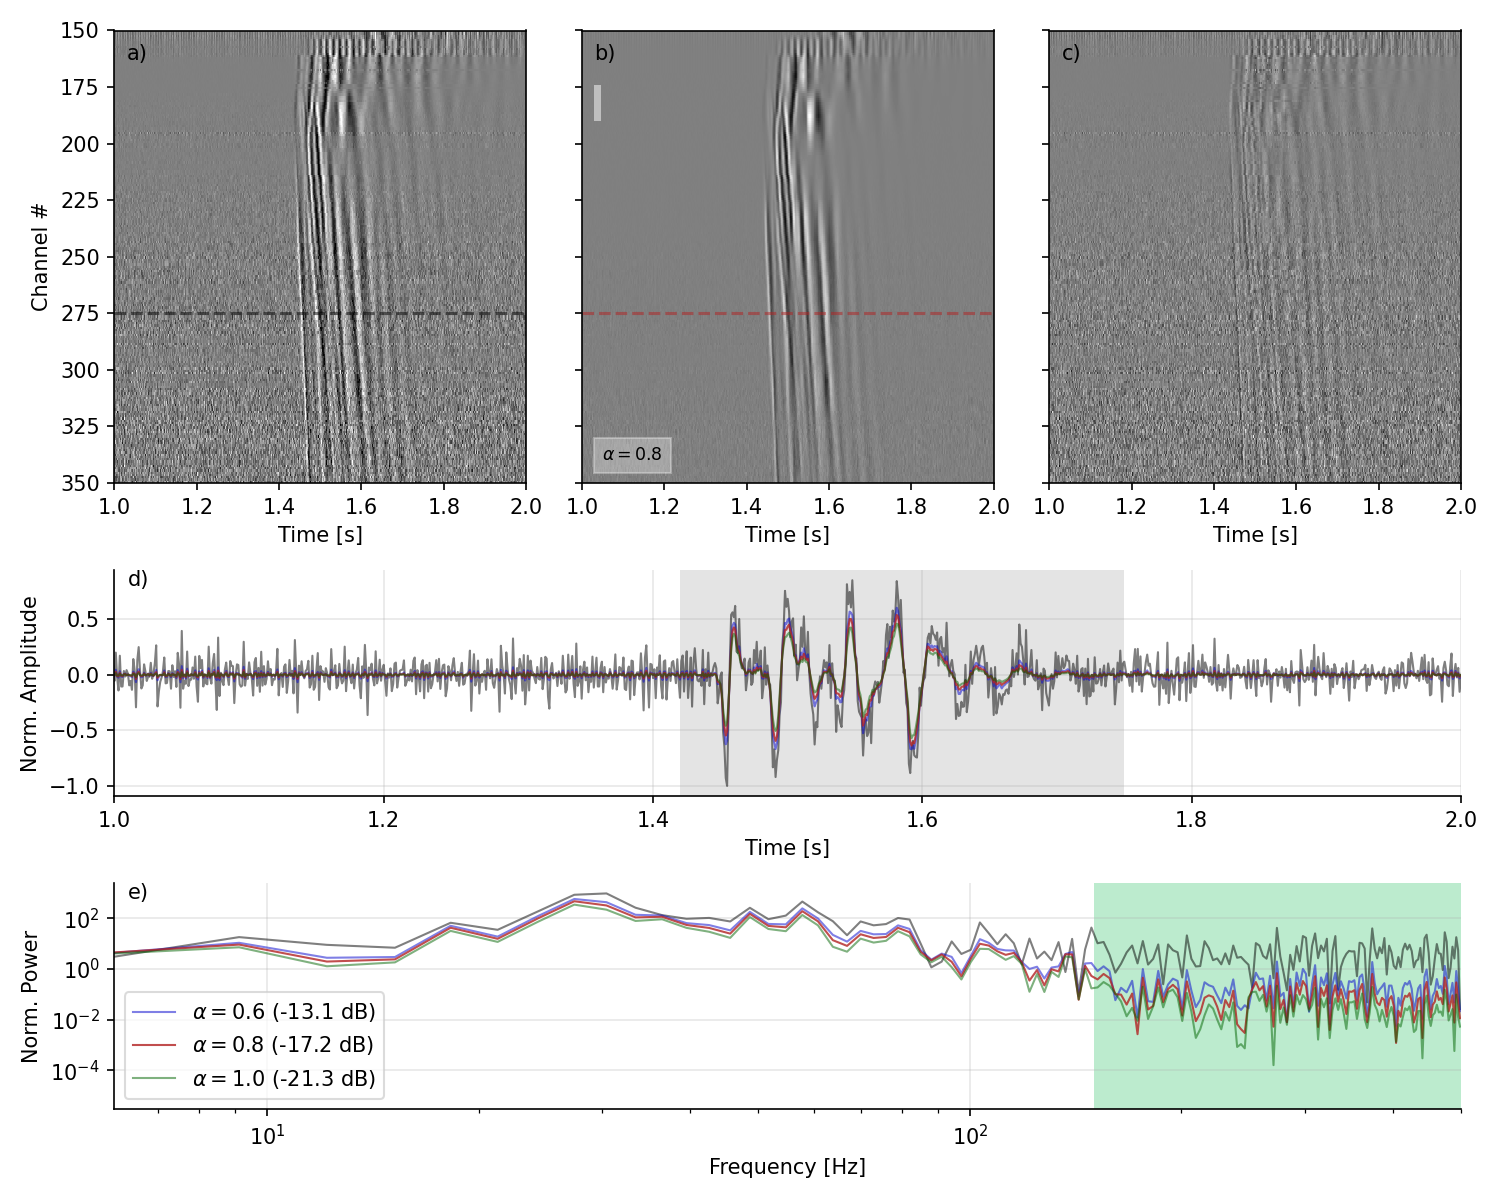 a)
b)
c)
Channel #
150
175
200
225
250
275
300
325
350
α = 0.8
1.0 1.2 1.4 1.6 1.8 2.0
1.0 1.2 1.4 1.6 1.8 2.0
1.0 1.2 1.4 1.6 1.8 2.0
Time [s]
Time [s]
Time [s]
d)
Norm. Amplitude
0.5
0.0
−0.5
−1.0
1.0 1.2 1.4 1.6 1.8 2.0
Time [s]
e)
Norm. Power
10²
10⁰
10⁻²
10⁻⁴
α = 0.6 (-13.1 dB)
α = 0.8 (-17.2 dB)
α = 1.0 (-21.3 dB)
10¹ 10²
Frequency [Hz]